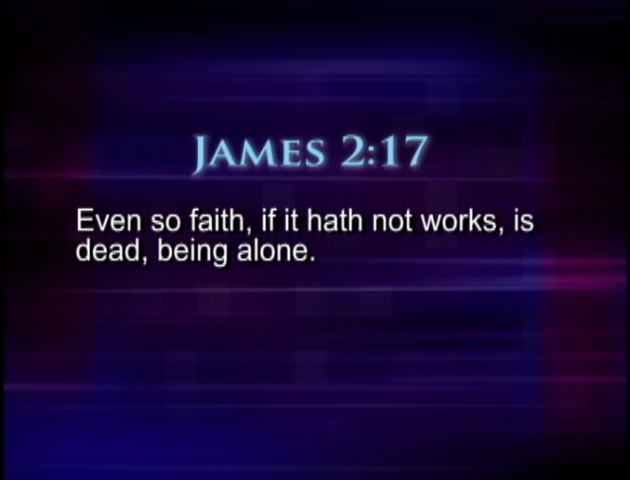 JAMES 2:17
Even so faith, if it hath not works, is
dead, being alone.